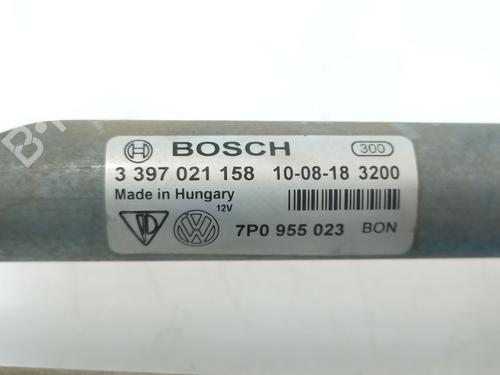 BOSCH 300
3 397 021 158 10-08-18 3200
Made in Hungary
12V
7P0 955 023 BON